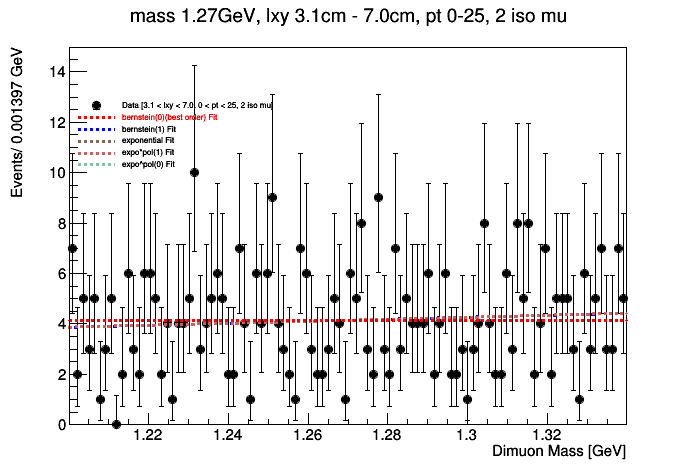 mass 1.27GeV, lxy 3.1cm - 7.0cm, pt 0-25, 2 iso mu
Events/ 0.001397 GeV
14
12
10
8
6
4
2
0
Data [3.1 < lxy < 7.0, 0 < pt < 25, 2 iso mu]
bernstein(0)(best order) Fit
bernstein(1) Fit
exponential Fit
expo*pol(1) Fit
expo^pol(0) Fit
1.22 1.24 1.26 1.28 1.3 1.32
Dimuon Mass [GeV]